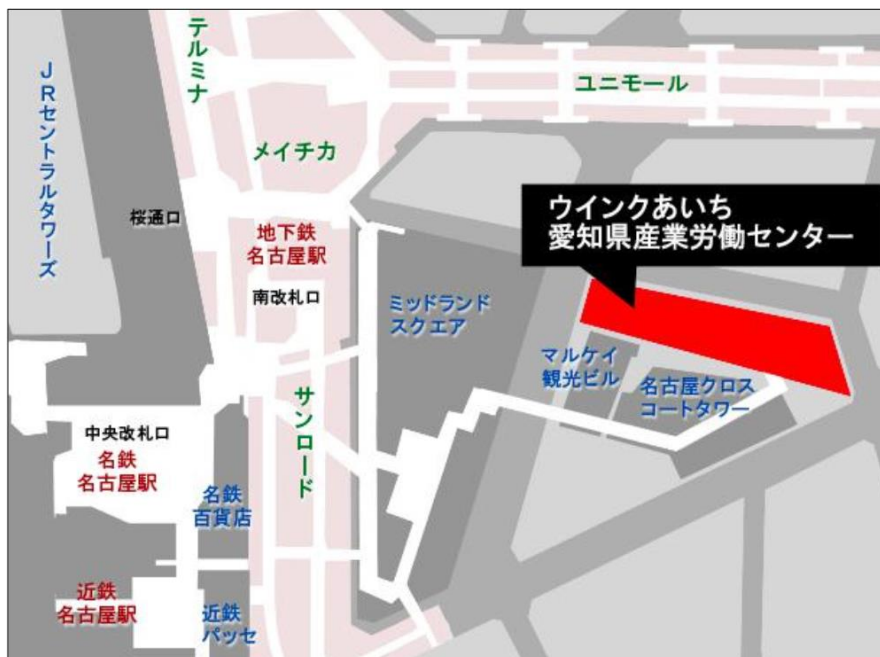 テルミナ
JRセントラルタワーズ
ユニモール
メイチカ
ウインクあいち
愛知県産業労働センター
桜通口
地下鉄
名古屋駅
南改札口
ミッドランド
スクエア
マルケイ
観光ビル
名古屋クロス
コートタワー
サンロード
中央改札口
名鉄
名古屋駅
名鉄
百貨店
近鉄
名古屋駅
近鉄
パッセ